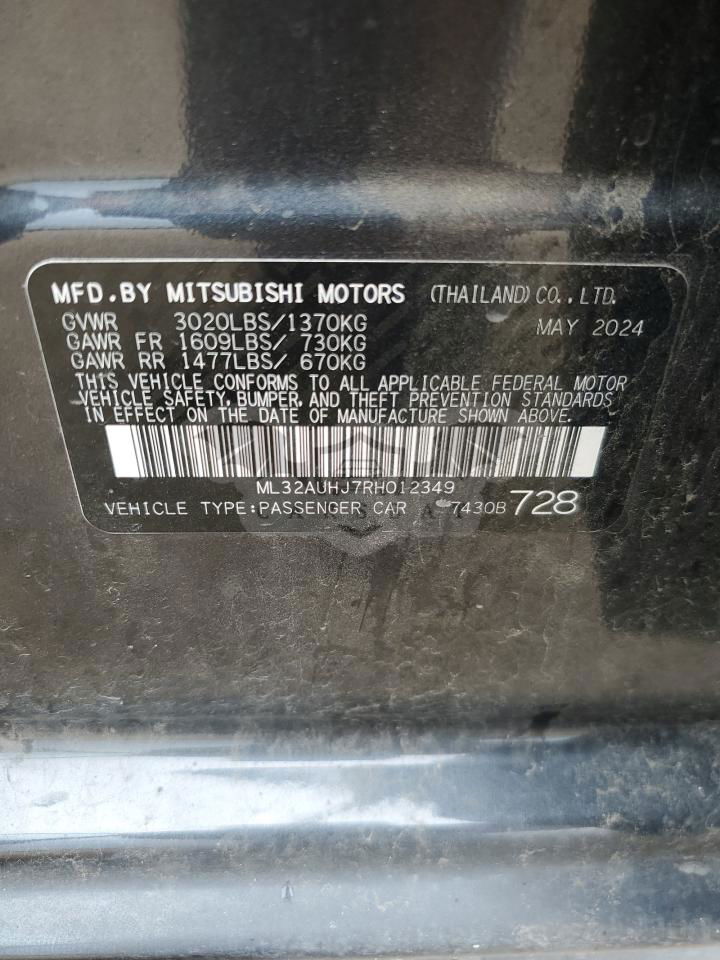 MFD.BY MITSUBISHI MOTORS (THAILAND)CO.,LTD.
GVWR 3020LBS/1370KG MAY 2024
GAWR FR 1609LBS/ 730KG
GAWR RR 1477LBS/ 670KG
THIS VEHICLE CONFORMS TO ALL APPLICABLE FEDERAL MOTOR
VEHICLE SAFETY,BUMPER,AND THEFT PREVENTION STANDARDS
IN EFFECT ON THE DATE OF MANUFACTURE SHOWN ABOVE.
ML32AUHJ7RH012349
VEHICLE TYPE:PASSENGER CAR 7430B 728